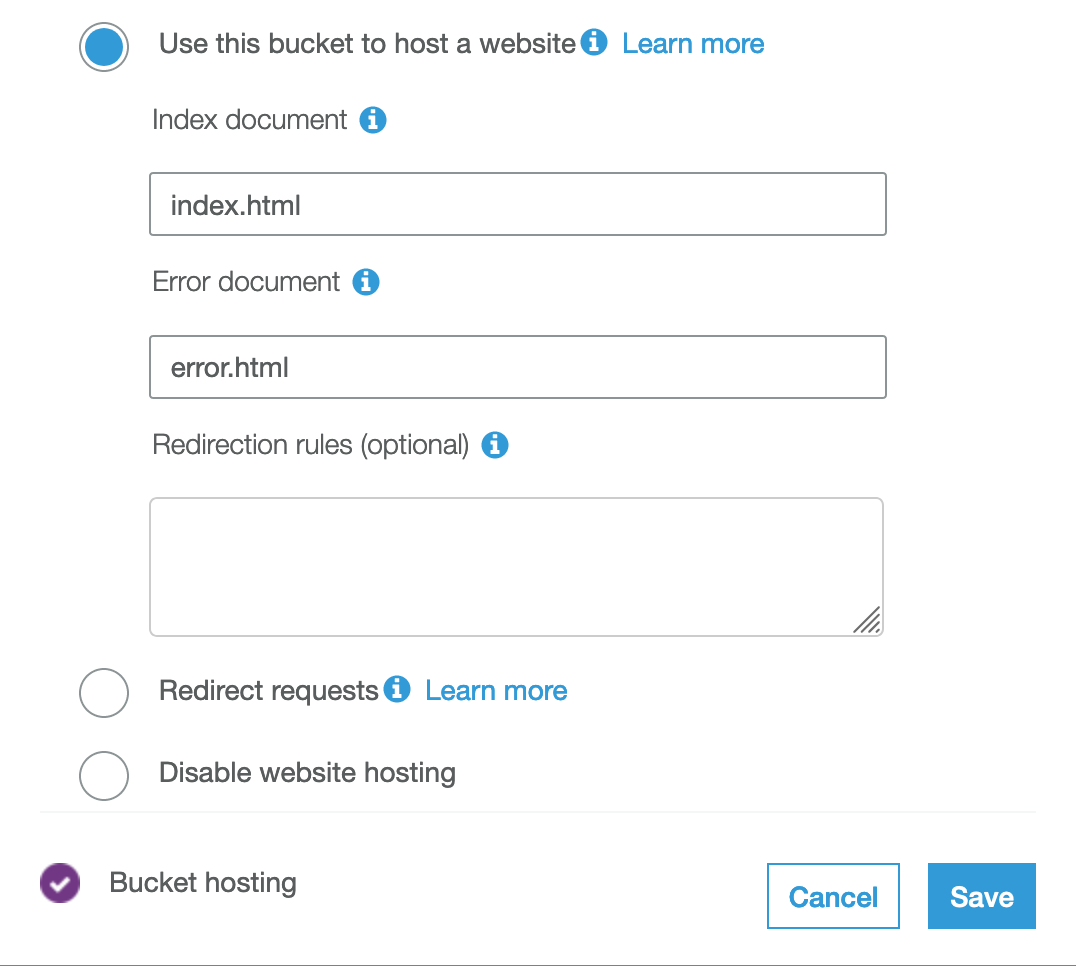 Use this bucket to host a website Learn more
Index document
index.html
Error document
error.html
Redirection rules (optional)
Redirect requests Learn more
Disable website hosting
Bucket hosting
Cancel Save